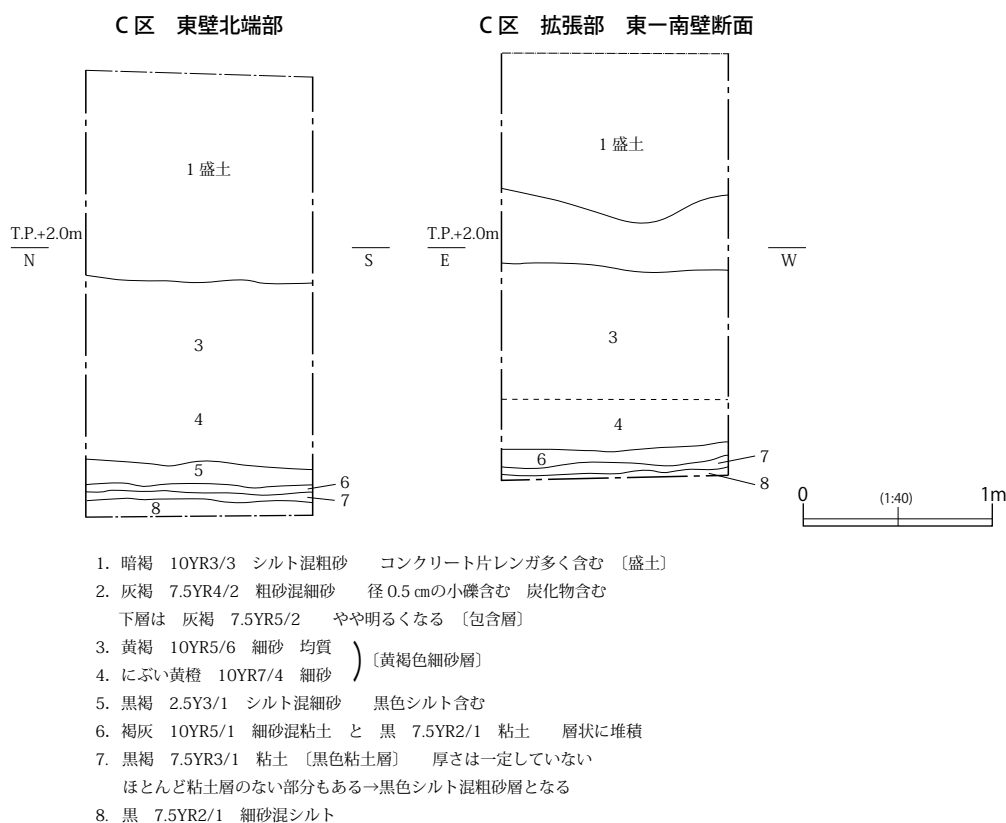 C区 東壁北端部
1 盛土
T.P.+2.0m
N
S
3
4
5
6
7
8
C区 拡張部 東一南壁断面
1 盛土
T.P.+2.0m
E
W
3
4
6
7
8
0
(1:40)
1m
1. 暗褐 10YR3/3 シルト混粗砂 コンクリート片レンガ多く含む 〔盛土〕
2. 灰褐 7.5YR4/2 粗砂混細砂 径0.5㎝の小礫含む 炭化物含む
下層は 灰褐 7.5YR5/2 やや明るくなる 〔包含層〕
3. 黄褐 10YR5/6 細砂 均質
4. にぶい黄橙 10YR7/4 細砂
)〔黄褐色細砂層〕
5. 黒褐 2.5Y3/1 シルト混細砂 黒色シルト含む
6. 褐灰 10YR5/1 細砂混粘土 と 黒 7.5YR2/1 粘土 層状に堆積
7. 黒褐 7.5YR3/1 粘土 〔黒色粘土層〕 厚さは一定していない
ほとんど粘土層のない部分もある→黒色シルト混粗砂層となる
8. 黒 7.5YR2/1 細砂混シルト